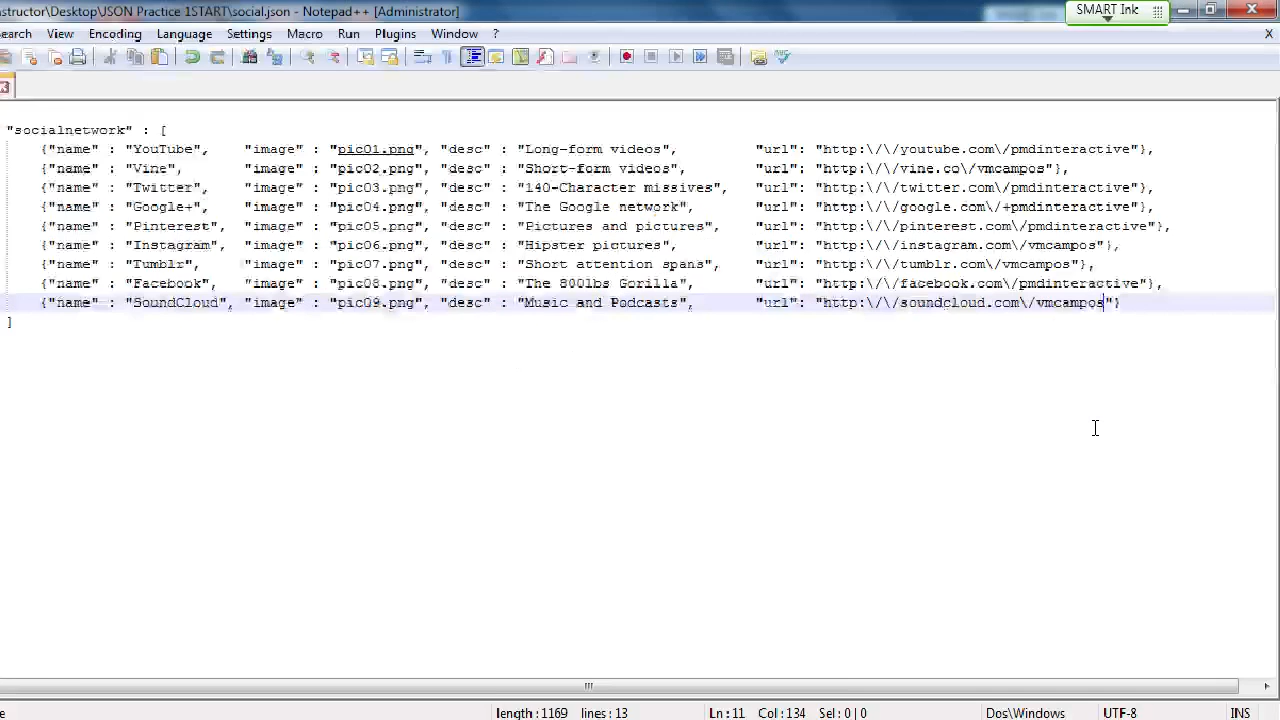 nstructor\Desktop\JSON Practice 1START\social.json - Notepad++ [Administrator]
SMART Ink
earch View Encoding Language Settings Macro Run Plugins Window ? X
"socialnetwork" : [
{"name" : "YouTube", "image" : "pic01.png", "desc" : "Long-form videos", "url": "http:\/\/youtube.com\/pmdinteractive"},
{"name" : "Vine", "image" : "pic02.png", "desc" : "Short-form videos", "url": "http:\/\/vine.co\/vmcampos"},
{"name" : "Twitter", "image" : "pic03.png", "desc" : "140-Character missives", "url": "http:\/\/twitter.com\/pmdinteractive"},
{"name" : "Google+", "image" : "pic04.png", "desc" : "The Google network", "url": "http:\/\/google.com\/+pmdinteractive"},
{"name" : "Pinterest", "image" : "pic05.png", "desc" : "Pictures and pictures", "url": "http:\/\/pinterest.com\/pmdinteractive"},
{"name" : "Instagram", "image" : "pic06.png", "desc" : "Hipster pictures", "url": "http:\/\/instagram.com\/vmcampos"},
{"name" : "Tumblr", "image" : "pic07.png", "desc" : "Short attention spans", "url": "http:\/\/tumblr.com\/vmcampos"},
{"name" : "Facebook", "image" : "pic08.png", "desc" : "The 800lbs Gorilla", "url": "http:\/\/facebook.com\/pmdinteractive"},
{"name" : "SoundCloud", "image" : "pic09.png", "desc" : "Music and Podcasts", "url": "http:\/\/soundcloud.com\/vmcampos"}
]
e length:1169 lines:13 Ln:11 Col:134 Sel:0|0 Dos\Windows UTF-8 INS